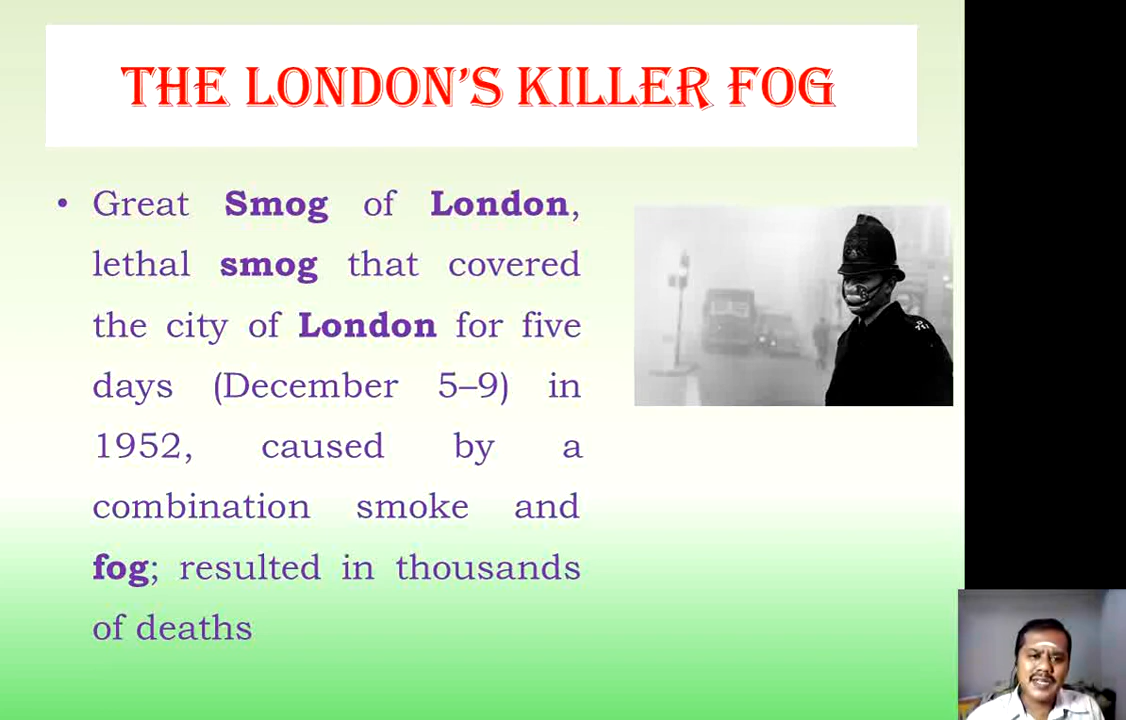 THE LONDON'S KILLER FOG
• Great Smog of London,
lethal smog that covered
the city of London for five
days (December 5–9) in
1952, caused by a
combination smoke and
fog; resulted in thousands
of deaths